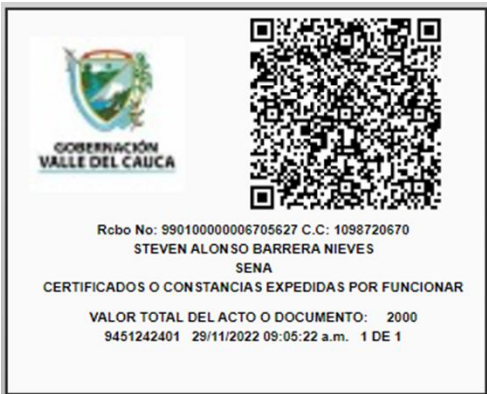 GOBERNACIÓN
VALLE DEL CAUCA
Rcbo No: 990100000006705627 C.C: 1098720670
STEVEN ALONSO BARRERA NIEVES
SENA
CERTIFICADOS O CONSTANCIAS EXPEDIDAS POR FUNCIONAR
VALOR TOTAL DEL ACTO O DOCUMENTO: 2000
9451242401 29/11/2022 09:05:22 a.m. 1 DE 1